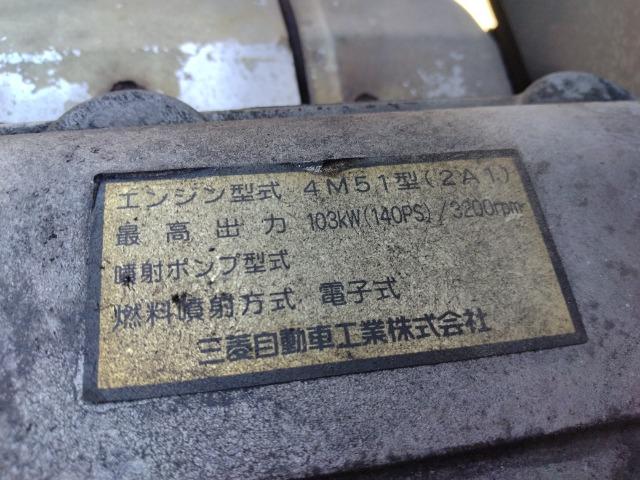 エンジン型式 4M51型(2A1)
最高出力 103kW(140PS)/3200rpm
噴射ポンプ型式
燃料噴射方式 電子式
三菱自動車工業株式会社